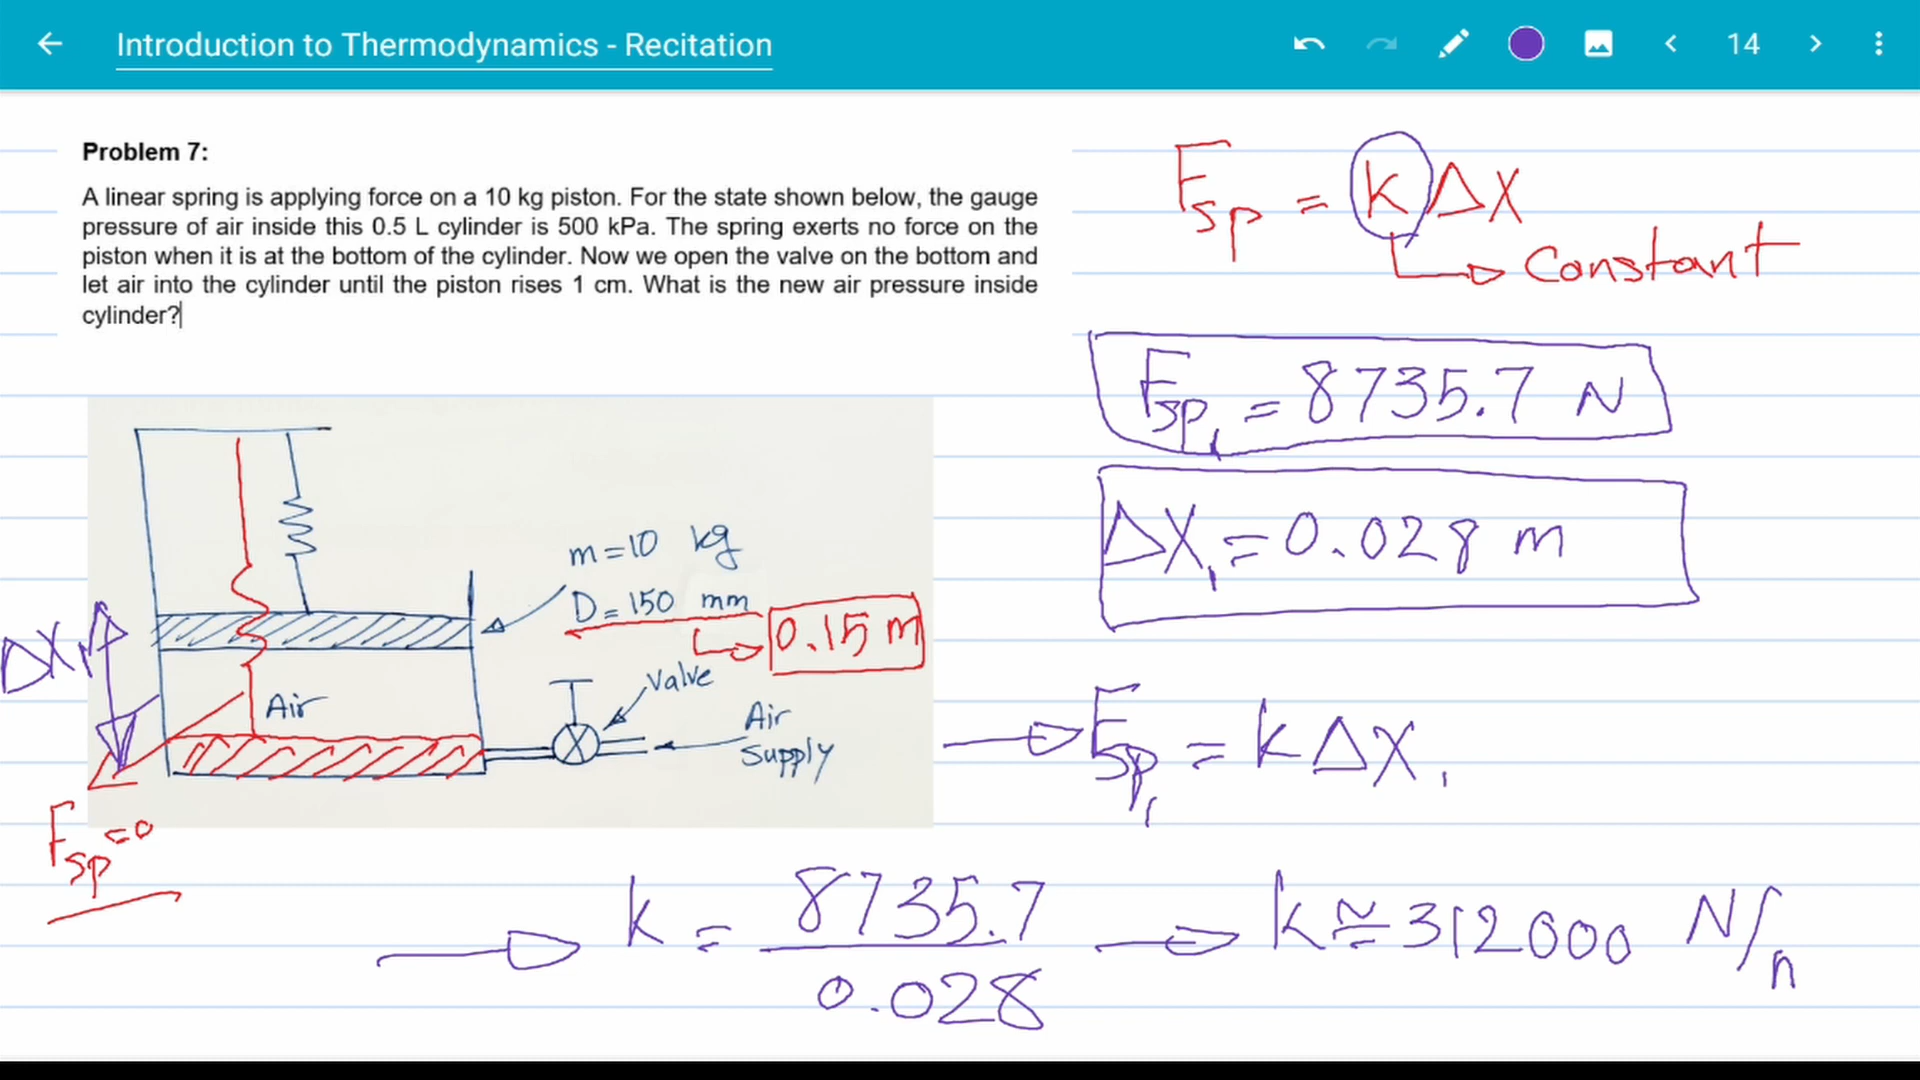 Introduction to Thermodynamics - Recitation
14
Problem 7:
A linear spring is applying force on a 10 kg piston. For the state shown below, the gauge
pressure of air inside this 0.5 L cylinder is 500 kPa. The spring exerts no force on the
piston when it is at the bottom of the cylinder. Now we open the valve on the bottom and
let air into the cylinder until the piston rises 1 cm. What is the new air pressure inside
cylinder?
m=10 kg
D=150 mm
0.15 m
Valve
Air
Air
supply
ΔX₁
Fsp=0
Fsp = kΔX
Constant
Fsp₁ = 8735.7 N
ΔX₁ = 0.028 m
Fsp₁ = kΔX₁
k = 8735.7 / 0.028
k ≅ 312000 N/m